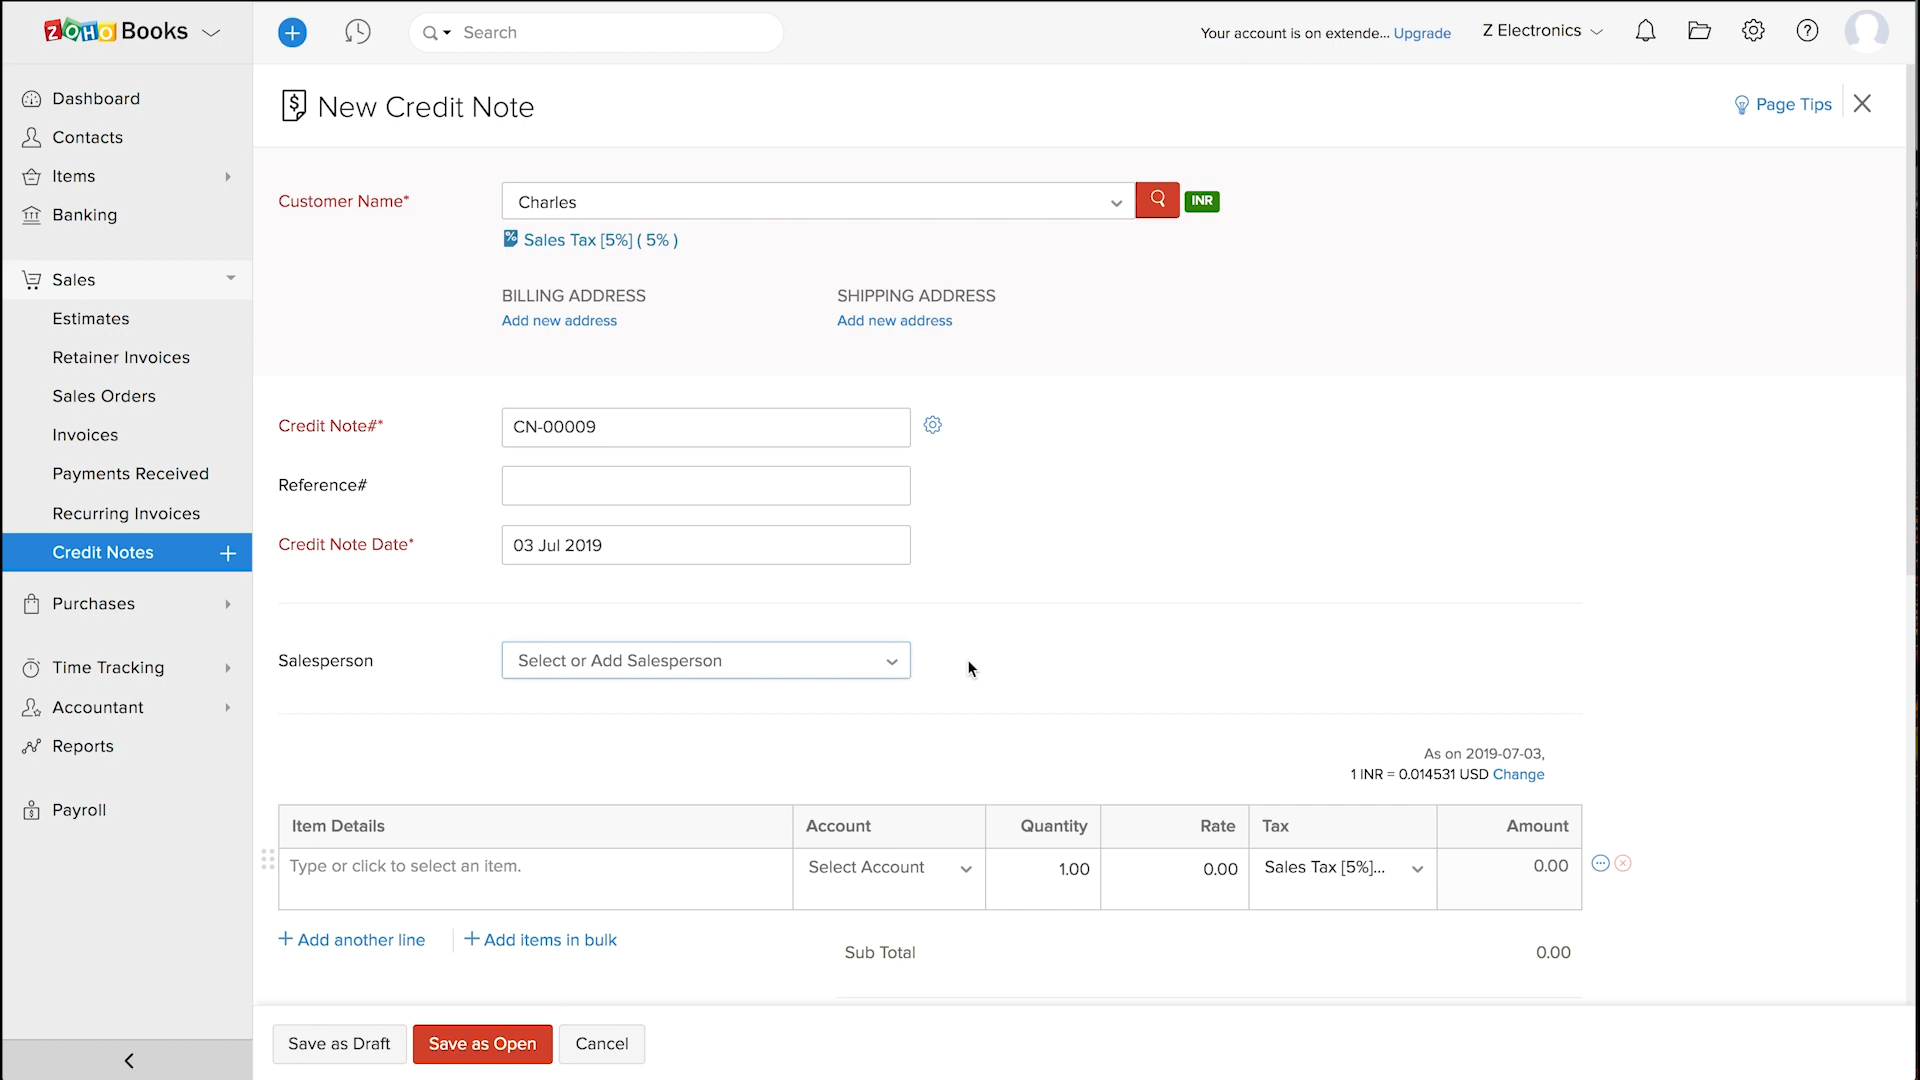 ZOHO Books
Search
Your account is on extende... Upgrade
Z Electronics
Dashboard
Contacts
Items
Banking
Sales
Estimates
Retainer Invoices
Sales Orders
Invoices
Payments Received
Recurring Invoices
Credit Notes
Purchases
Time Tracking
Accountant
Reports
Payroll
New Credit Note
Page Tips
Customer Name*
Charles
INR
Sales Tax [5%] ( 5% )
BILLING ADDRESS
Add new address
SHIPPING ADDRESS
Add new address
Credit Note#*
CN-00009
Reference#
Credit Note Date*
03 Jul 2019
Salesperson
Select or Add Salesperson
As on 2019-07-03,
1 INR = 0.014531 USD Change
Item Details Account Quantity Rate Tax Amount
Type or click to select an item. Select Account 1.00 0.00 Sales Tax [5%]... 0.00
+ Add another line
+ Add items in bulk
Sub Total 0.00
Save as Draft
Save as Open
Cancel